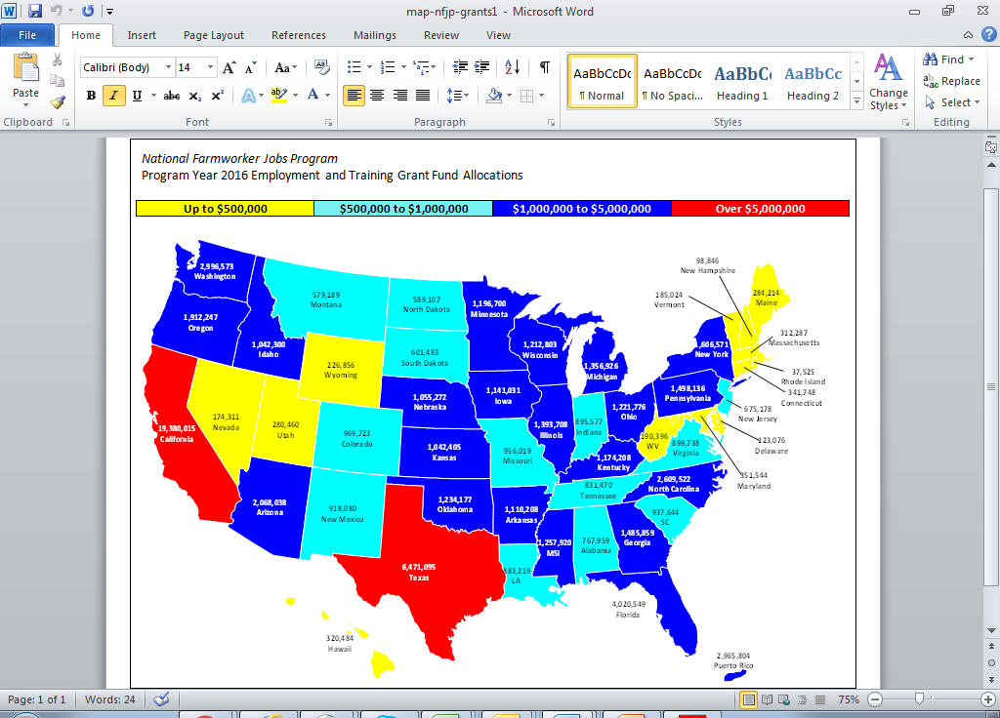 map-nfjp-grants1 - Microsoft Word
File Home Insert Page Layout References Mailings Review View
Paste
Clipboard
Calibri (Body) 14
Font
Paragraph
AaBbCcDc AaBbCcDc AaBbC AaBbCc
¶ Normal ¶ No Spaci... Heading 1 Heading 2
Change Styles
Styles
Find
Replace
Select
Editing
National Farmworker Jobs Program
Program Year 2016 Employment and Training Grant Fund Allocations
Up to $500,000 $500,000 to $1,000,000 $1,000,000 to $5,000,000 Over $5,000,000
2,996,573
Washington
1,912,247
Oregon
1,042,300
Idaho
579,189
Montana
589,107
North Dakota
601,483
South Dakota
226,856
Wyoming
1,196,700
Minnesota
1,212,803
Wisconsin
1,356,926
Michigan
98,846
New Hampshire
185,024
Vermont
284,214
Maine
312,287
Massachusetts
37,525
Rhode Island
341,748
Connecticut
,606,571
New York
1,498,136
Pennsylvania
675,178
New Jersey
123,076
Delaware
351,544
Maryland
19,380,015
California
174,311
Nevada
280,460
Utah
969,723
Colorado
1,055,272
Nebraska
1,141,031
Iowa
1,042,405
Kansas
956,019
Missouri
1,393,708
Illinois
895,577
Indiana
1,221,776
Ohio
190,396
WV
899,738
Virginia
1,174,208
Kentucky
831,470
Tennessee
2,609,522
North Carolina
937,644
SC
2,068,038
Arizona
918,080
New Mexico
1,234,177
Oklahoma
1,110,208
Arkansas
1,257,920
MSi
767,959
Alabama
1,485,859
Georgia
6,471,095
Texas
883,219
LA
4,020,549
Florida
320,484
Hawaii
2,965,804
Puerto Rico
Page: 1 of 1 Words: 24 75%